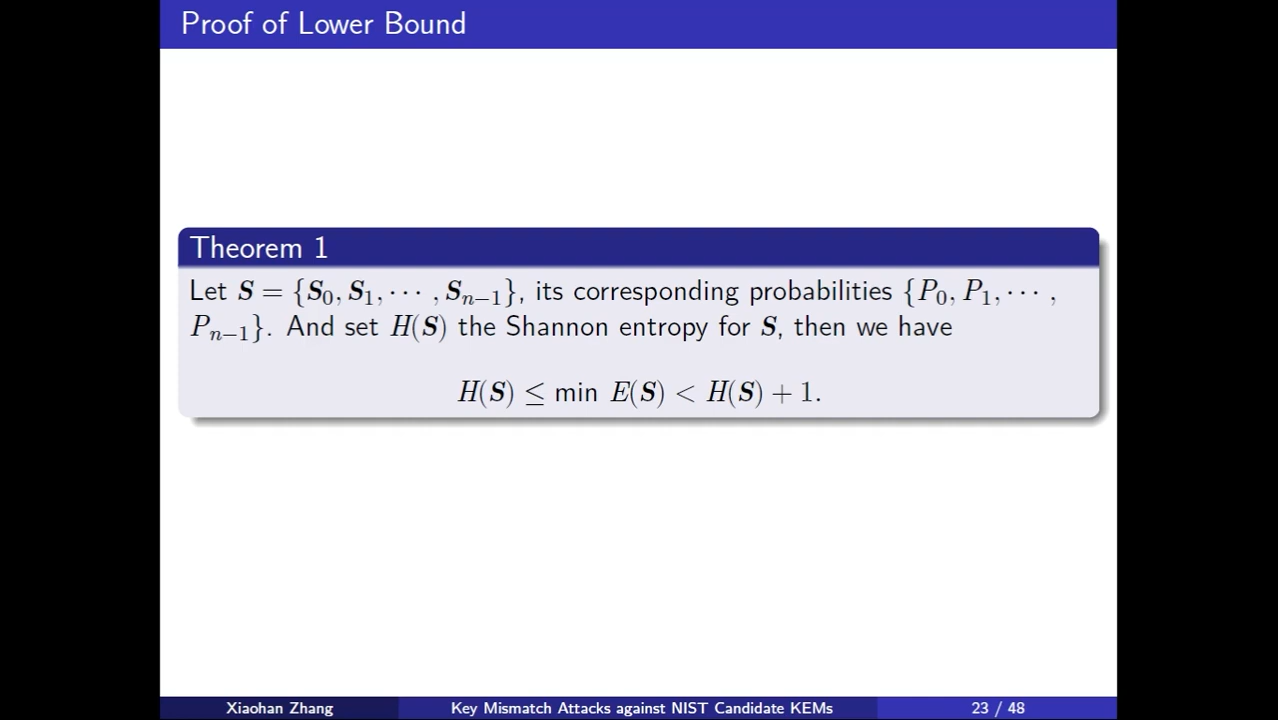 Proof of Lower Bound
Theorem 1
Let S = {S₀, S₁, ⋯ , Sₙ₋₁}, its corresponding probabilities {P₀, P₁, ⋯ ,
Pₙ₋₁}. And set H(S) the Shannon entropy for S, then we have
H(S) ≤ min E(S) < H(S) + 1.
Xiaohan Zhang Key Mismatch Attacks against NIST Candidate KEMs 23 / 48